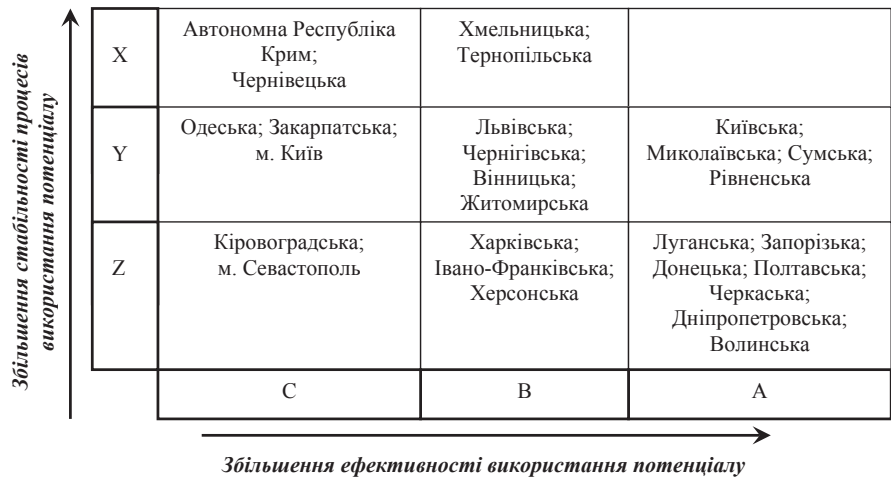 Збільшення стабільності процесів
використання потенціалу
X
Автономна Республіка
Крим;
Чернівецька
Хмельницька;
Тернопільська
Y
Одеська; Закарпатська;
м. Київ
Львівська;
Чернігівська;
Вінницька;
Житомирська
Київська;
Миколаївська; Сумська;
Рівненська
Z
Кіровоградська;
м. Севастополь
Харківська;
Івано-Франківська;
Херсонська
Луганська; Запорізька;
Донецька; Полтавська;
Черкаська;
Дніпропетровська;
Волинська
C
B
A
Збільшення ефективності використання потенціалу